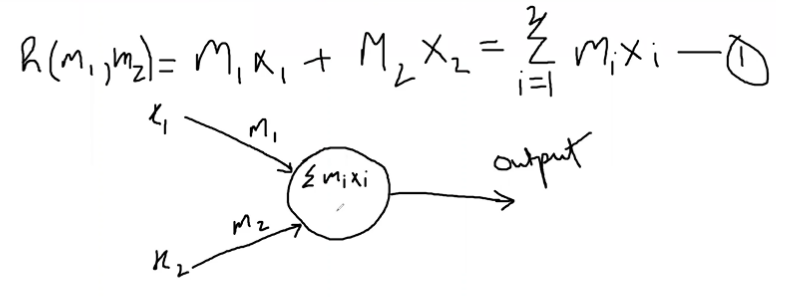 h(m₁,m₂) = M₁x₁ + M₂x₂ = Σ_{i=1}^{2} mᵢxᵢ — ①
x₁
m₁
Σmᵢxᵢ
output
m₂
x₂